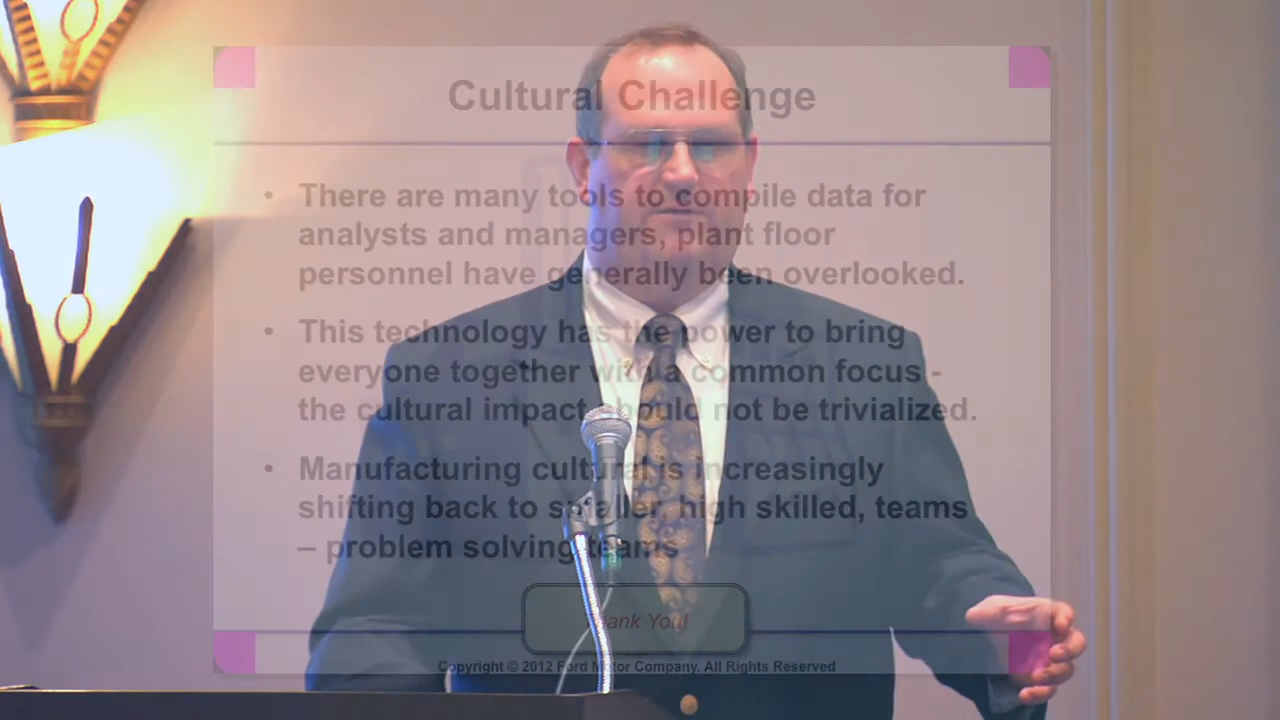 Cultural Challenge
• There are many tools to compile data for
analysts and managers, plant floor
personnel have generally been overlooked.
• This technology has the power to bring
everyone together with a common focus -
the cultural impact should not be trivialized.
• Manufacturing cultural is increasingly
shifting back to smaller high skilled, teams
– problem solving teams
Thank You!
Copyright © 2012 Ford Motor Company. All Rights Reserved